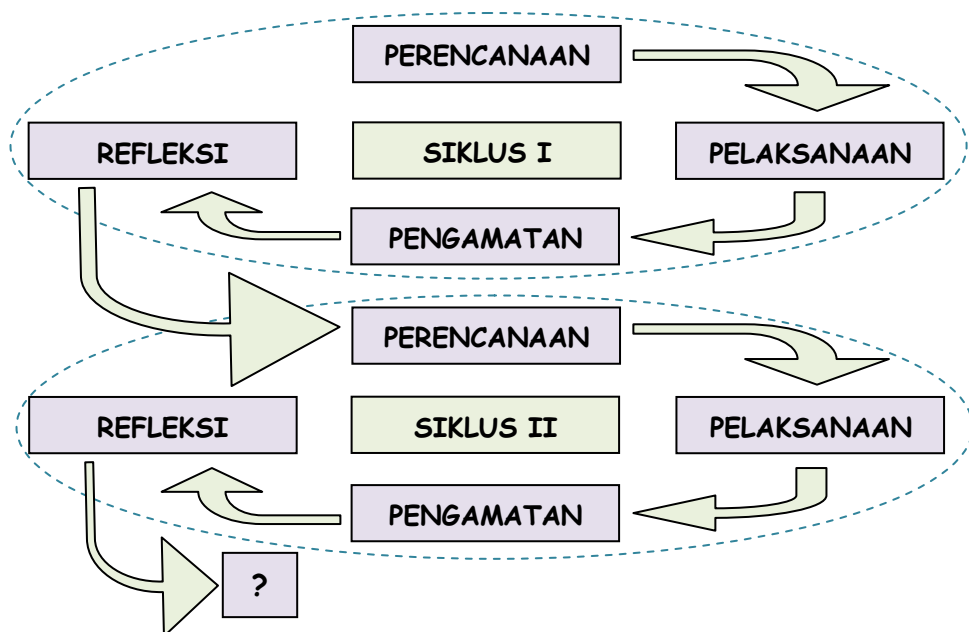 PERENCANAAN
REFLEKSI
SIKLUS I
PELAKSANAAN
PENGAMATAN
PERENCANAAN
REFLEKSI
SIKLUS II
PELAKSANAAN
PENGAMATAN
?